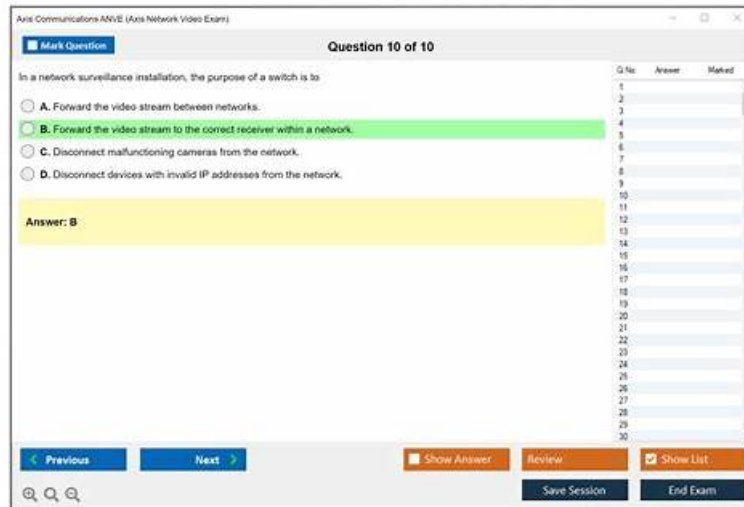 Axis Communications ANVE (Axis Network Video Exam)
Mark Question
Question 10 of 10
In a network surveillance installation, the purpose of a switch is to
A. Forward the video stream between networks.
B. Forward the video stream to the correct receiver within a network.
C. Disconnect malfunctioning cameras from the network.
D. Disconnect devices with invalid IP addresses from the network.
Answer: B
Q No. Answer Marked
1
2
3
4
5
6
7
8
9
10
11
12
13
14
15
16
17
18
19
20
21
22
23
24
25
26
27
28
29
30
Previous Next Show Answer Review Show List
Save Session End Exam